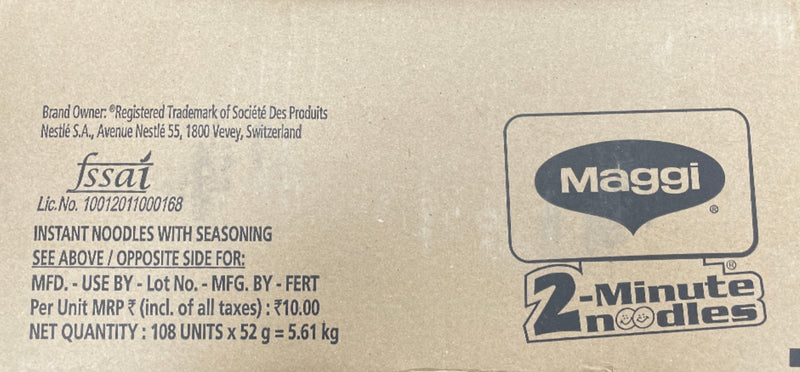 Brand Owner: ®Registered Trademark of Société Des Produits
Nestlé S.A., Avenue Nestlé 55, 1800 Vevey, Switzerland
fssai
Lic.No. 10012011000168
INSTANT NOODLES WITH SEASONING
SEE ABOVE / OPPOSITE SIDE FOR:
MFD. - USE BY - Lot No. - MFG. BY - FERT
Per Unit MRP ₹ (incl. of all taxes) : ₹10.00
NET QUANTITY : 108 UNITS x 52 g = 5.61 kg
Maggi
®
2-Minute ®
noodles